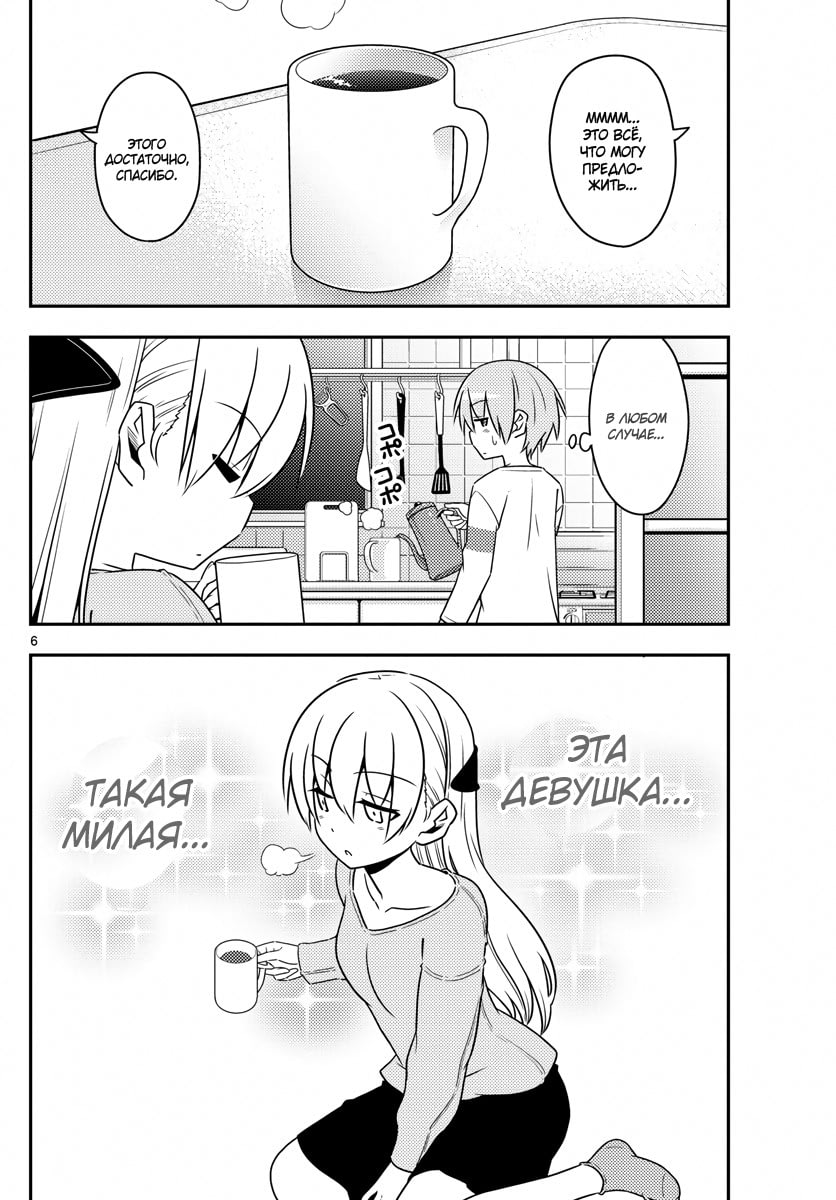 МММM...
ЭТО ВСЁ,
ЧТО МОГУ
ПРЕДЛО-
ЖИТЬ...
ЭТОГО
ДОСТАТОЧНО,
СПАСИБО.
В ЛЮБОМ
СЛУЧАЕ...
ポコ
ポコ
6
ЭТА
ДЕВУШКА...
ТАКАЯ
МИЛАЯ...